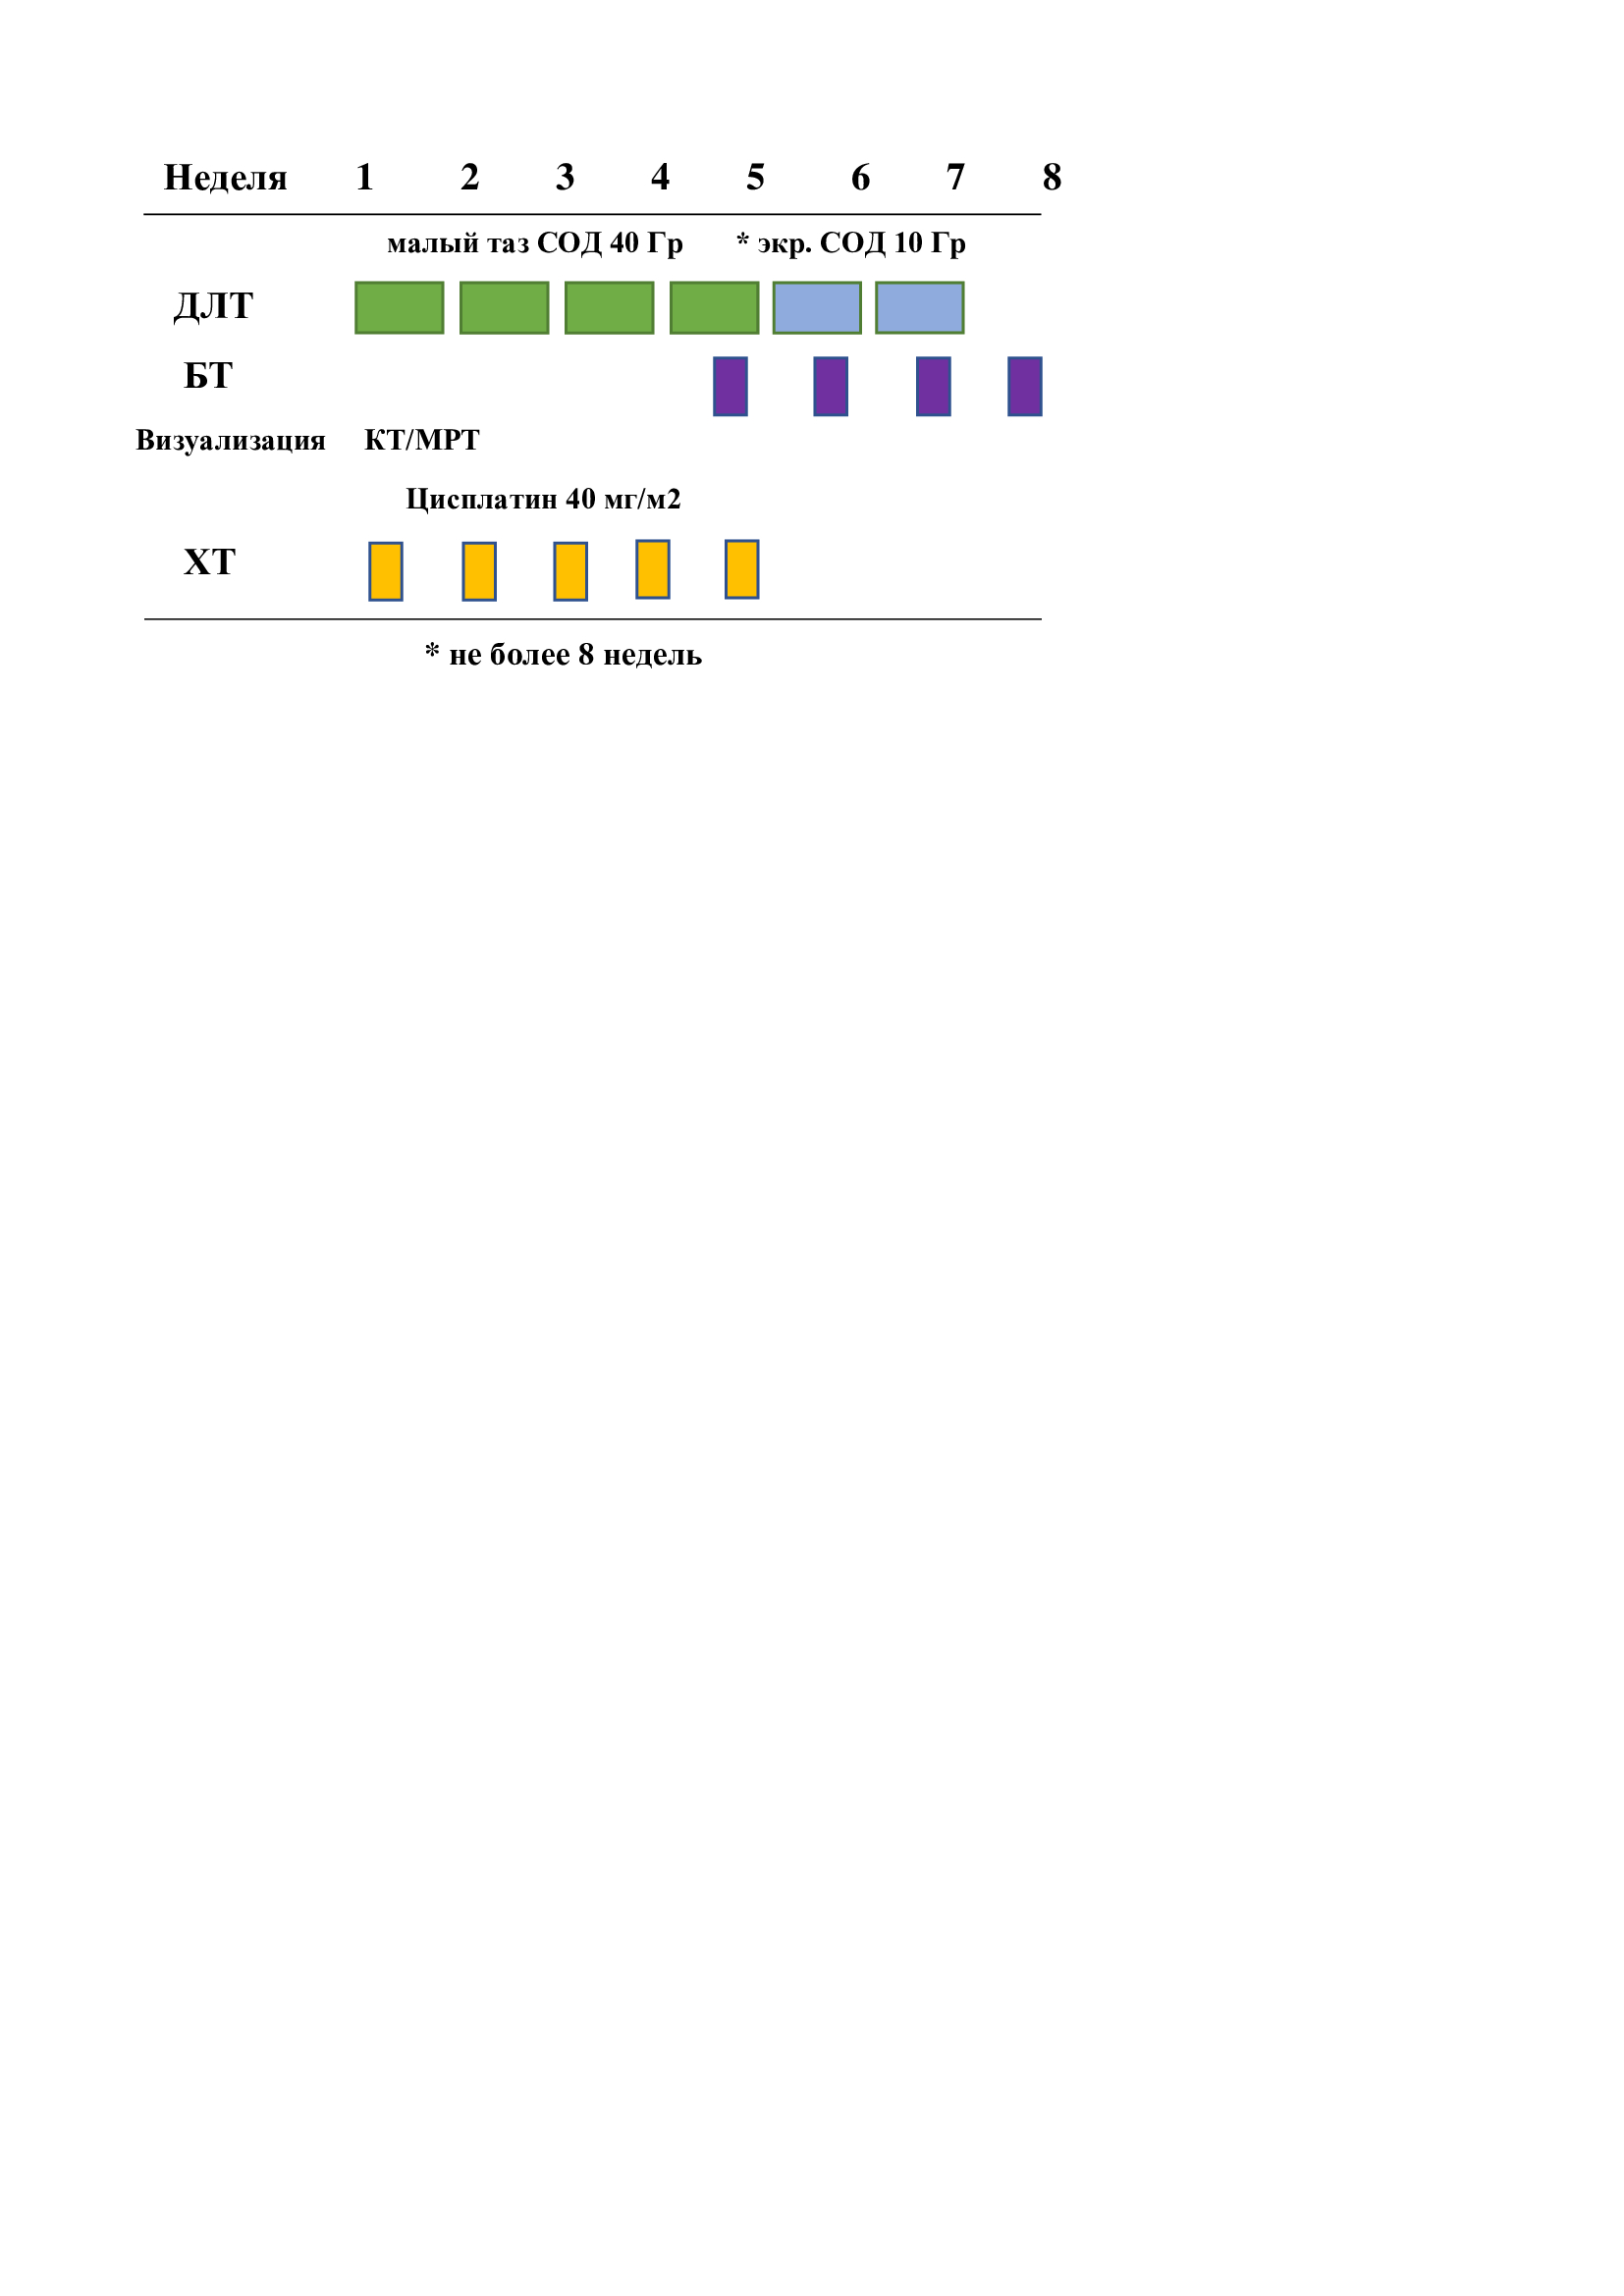 Неделя 1 2 3 4 5 6 7 8
малый таз СОД 40 Гр * экр. СОД 10 Гр
ДЛТ
БТ
Визуализация КТ/МРТ
Цисплатин 40 мг/м2
ХТ
* не более 8 недель